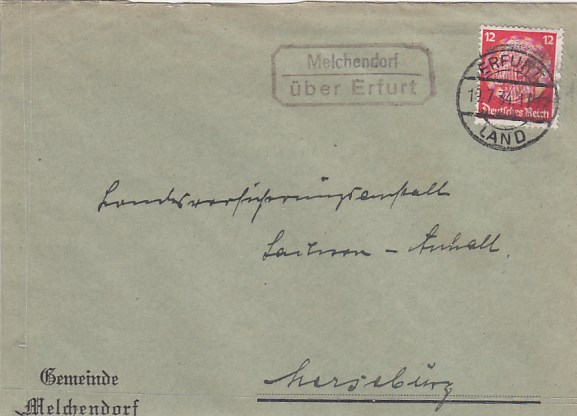 Melchendorf
über Erfurt
12 12
Deutsches Reich
ERFURT
LAND
Landesversicherungsanstalt
Sachsen - Anhalt.
Merseburg
Gemeinde
Melchendorf